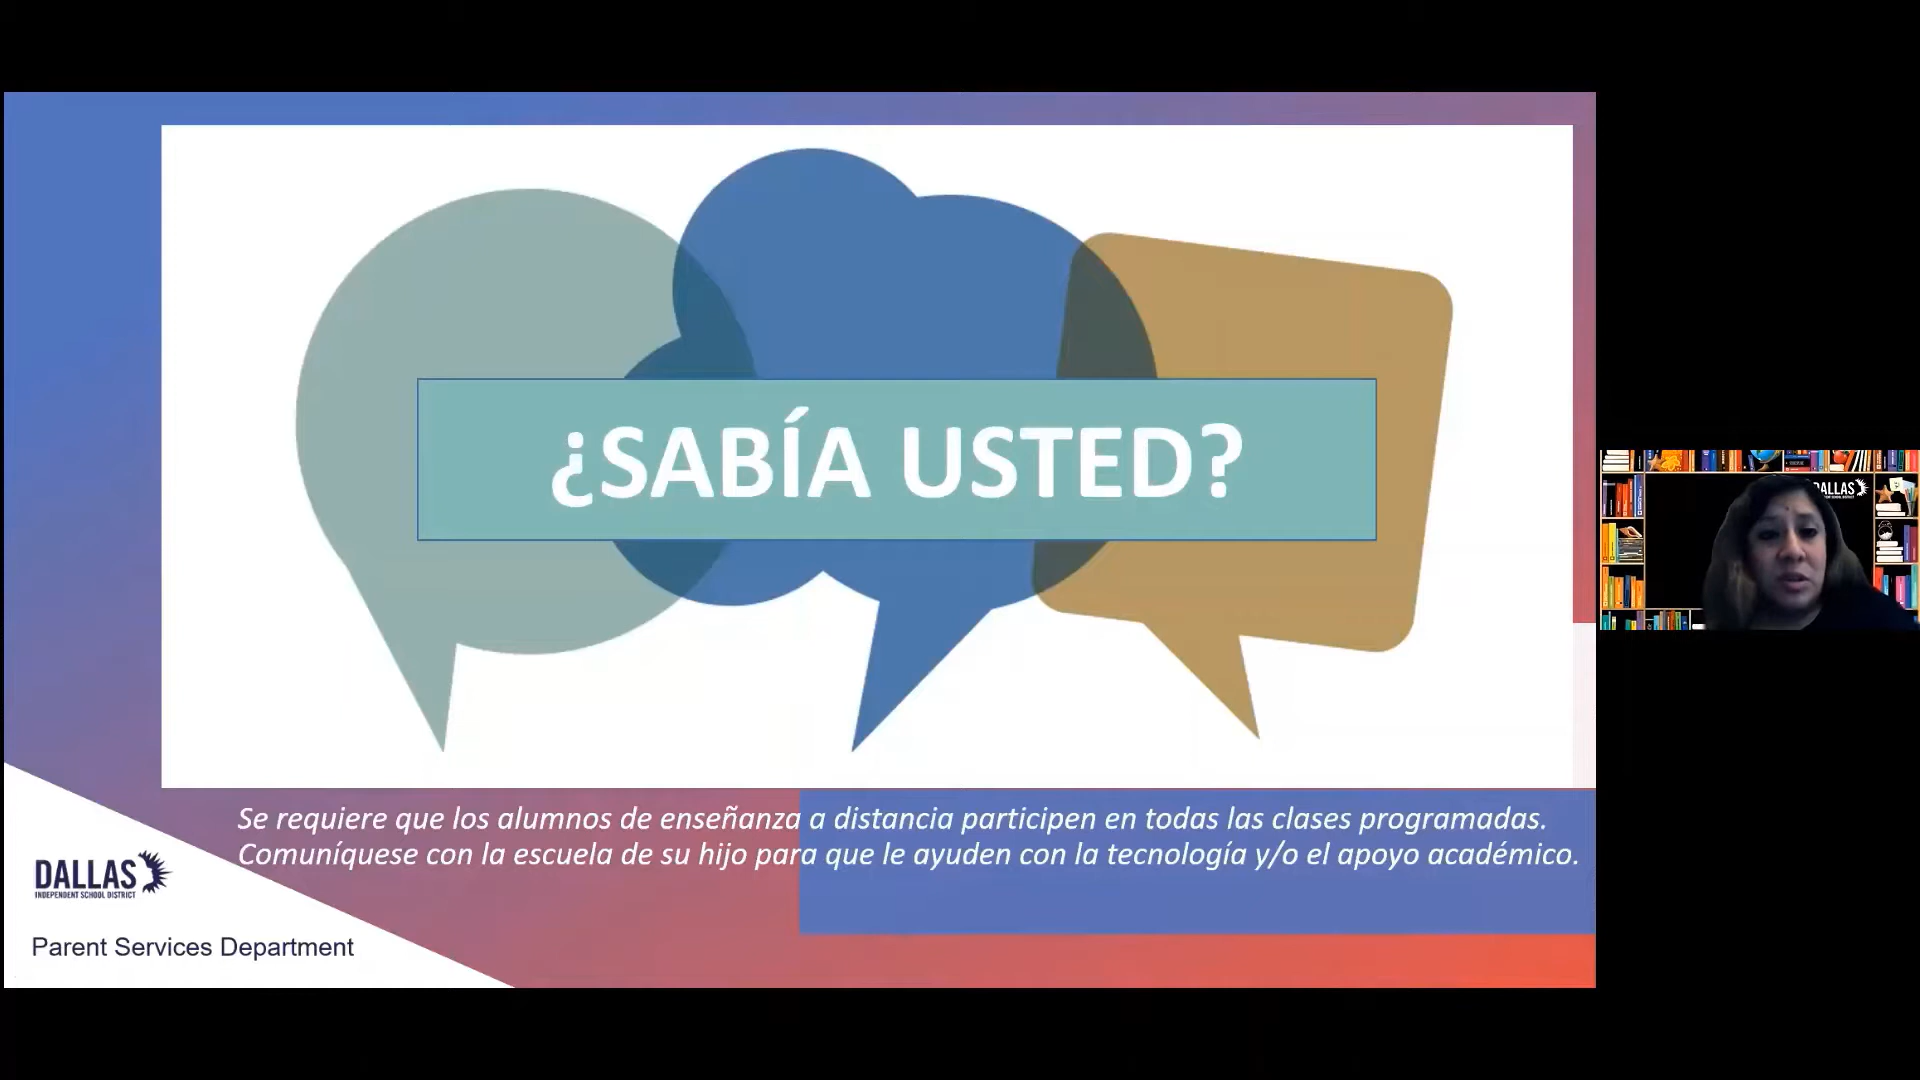 ¿SABÍA USTED?
Se requiere que los alumnos de enseñanza a distancia participen en todas las clases programadas.
Comuníquese con la escuela de su hijo para que le ayuden con la tecnología y/o el apoyo académico.
DALLAS
INDEPENDENT SCHOOL DISTRICT
Parent Services Department
DALLAS